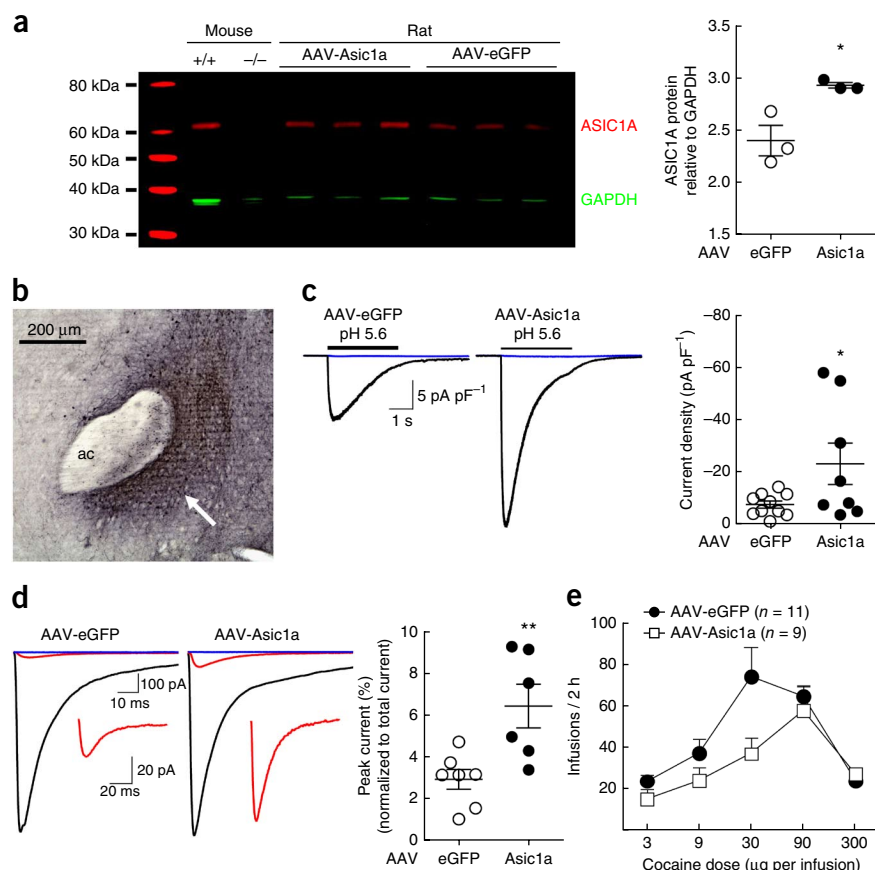 a
Mouse
Rat
+/+
–/–
AAV-Asic1a
AAV-eGFP
80 kDa
60 kDa
50 kDa
40 kDa
30 kDa
ASIC1A
GAPDH
ASIC1A protein
relative to GAPDH
3.5
3.0
2.5
2.0
1.5
*
AAV
eGFP
Asic1a
b
200 μm
ac
c
AAV-eGFP
pH 5.6
AAV-Asic1a
pH 5.6
5 pA pF⁻¹
1 s
Current density (pA pF⁻¹)
–80
–60
–40
–20
0
*
AAV
eGFP
Asic1a
d
AAV-eGFP
AAV-Asic1a
100 pA
10 ms
20 pA
20 ms
Peak current (%)
(normalized to total current)
10
8
6
4
2
0
**
AAV
eGFP
Asic1a
e
AAV-eGFP (n = 11)
AAV-Asic1a (n = 9)
Infusions / 2 h
100
80
60
40
20
3
9
30
90
300
Cocaine dose (μg per infusion)